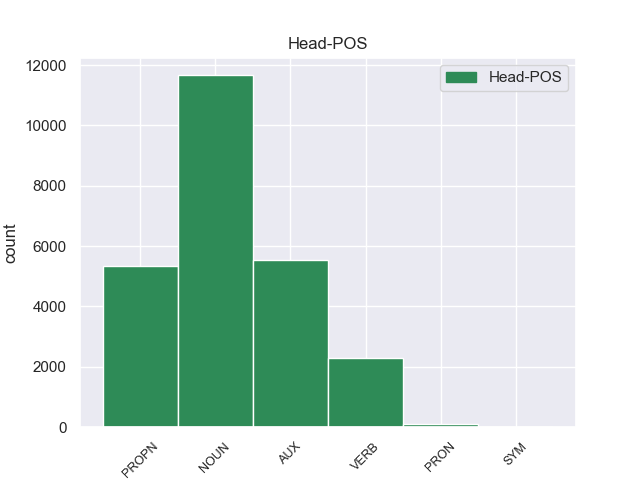 Head-POS
Head-POS
12000
10000
8000
6000
4000
2000
0
count
PROPN
NOUN
AUX
VERB
PRON
SYM